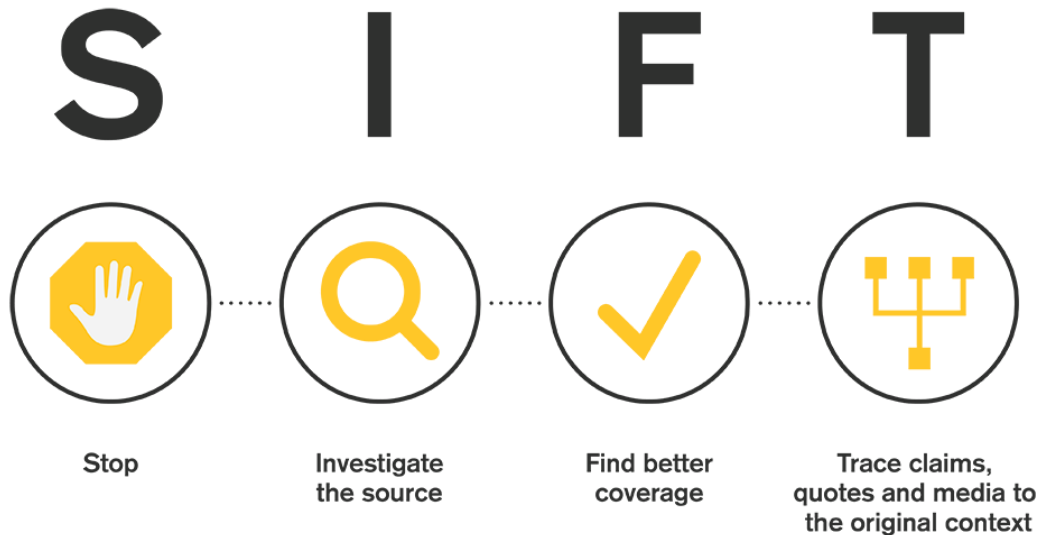 S I F T
Stop
Investigate
the source
Find better
coverage
Trace claims,
quotes and media to
the original context